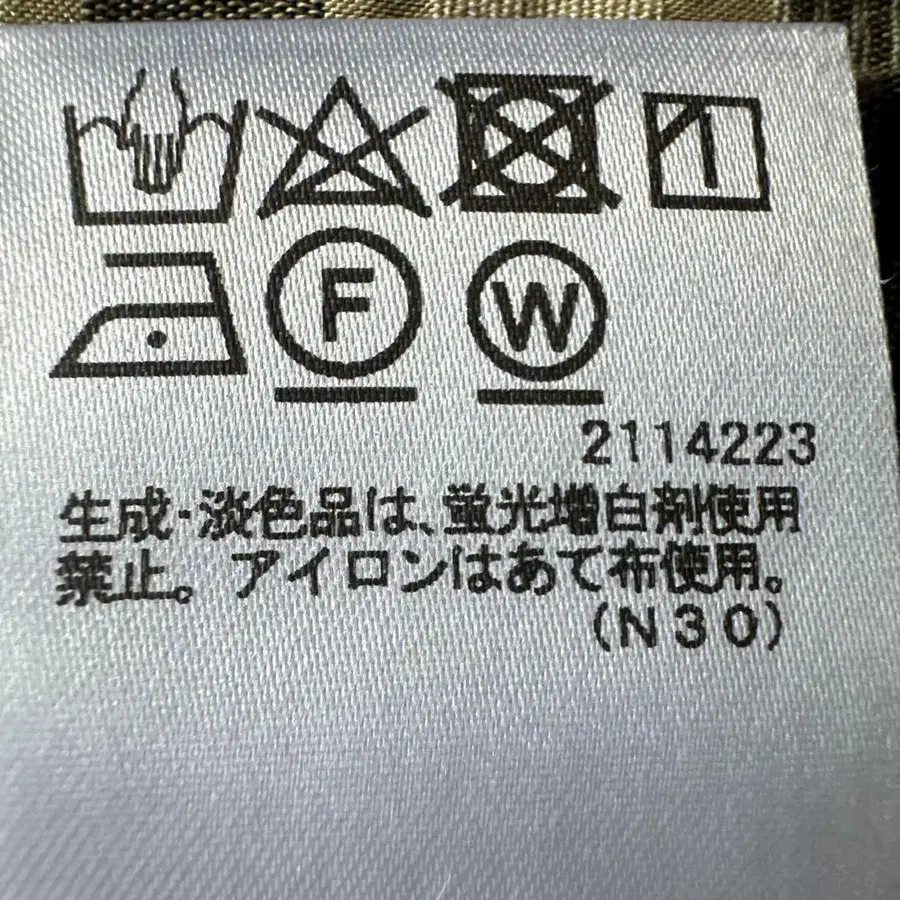 F W
2114223
生成・淡色品は、蛍光増白剤使用
禁止。アイロンはあて布使用。
(N30)